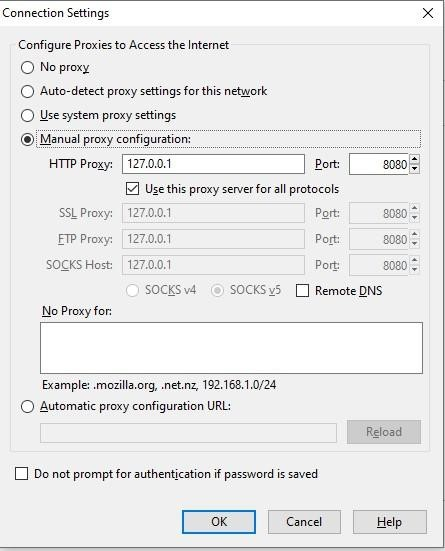 Connection Settings
Configure Proxies to Access the Internet
No proxy
Auto-detect proxy settings for this network
Use system proxy settings
Manual proxy configuration:
HTTP Proxy: 127.0.0.1 Port: 8080
Use this proxy server for all protocols
SSL Proxy: 127.0.0.1 Port: 8080
FTP Proxy: 127.0.0.1 Port: 8080
SOCKS Host: 127.0.0.1 Port: 8080
SOCKS v4 SOCKS v5 Remote DNS
No Proxy for:
Example: .mozilla.org, .net.nz, 192.168.1.0/24
Automatic proxy configuration URL:
Reload
Do not prompt for authentication if password is saved
OK Cancel Help